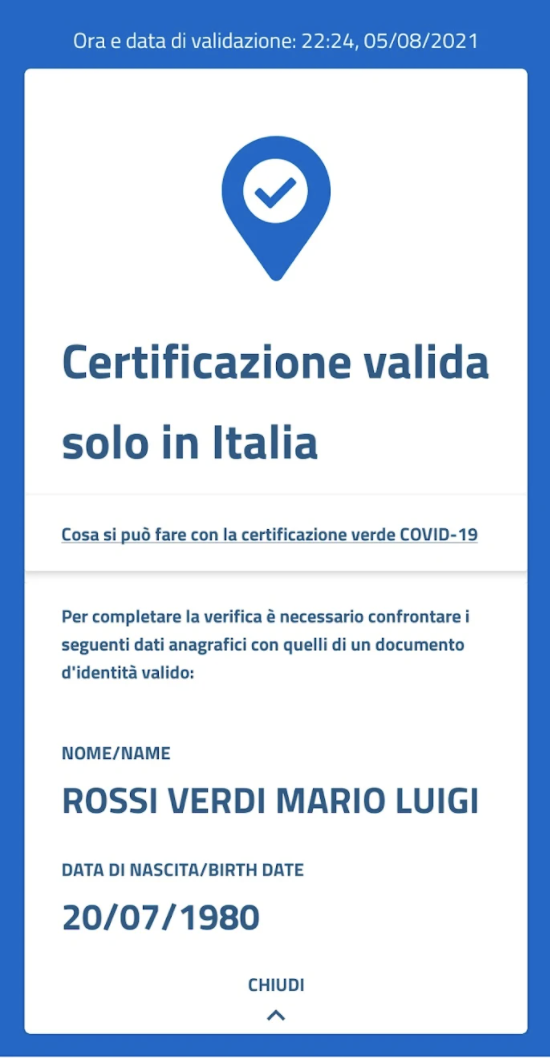 Ora e data di validazione: 22:24, 05/08/2021
Certificazione valida
solo in Italia
Cosa si può fare con la certificazione verde COVID-19
Per completare la verifica è necessario confrontare i
seguenti dati anagrafici con quelli di un documento
d'identità valido:
NOME/NAME
ROSSI VERDI MARIO LUIGI
DATA DI NASCITA/BIRTH DATE
20/07/1980
CHIUDI